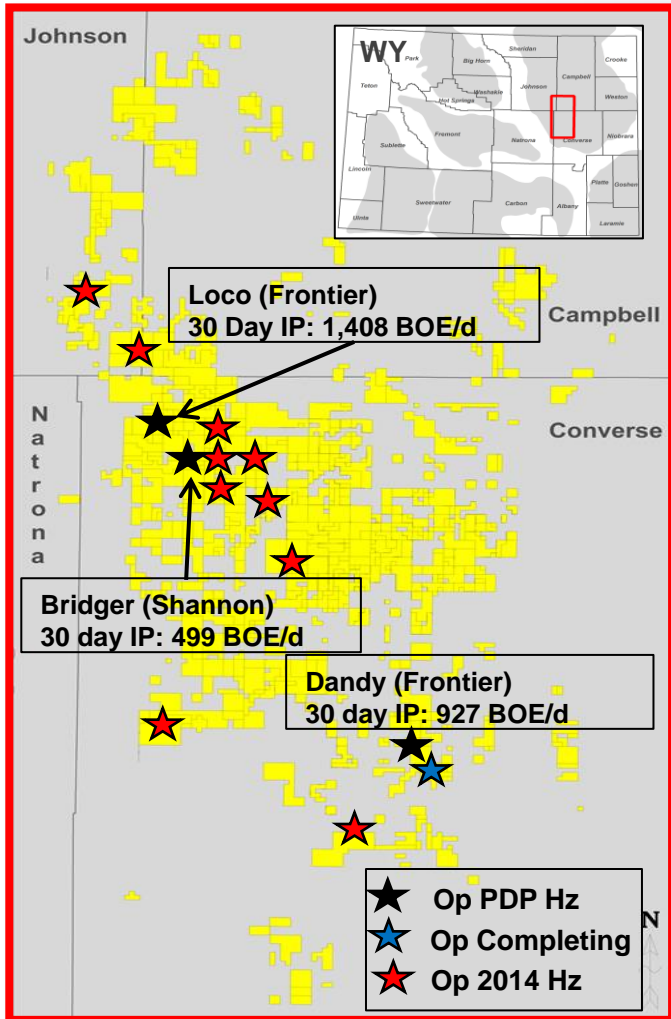 Johnson
WY
Park
Teton
Big Horn
Sheridan
Campbell
Crooke
Johnson
Washakie
Hot Springs
Weston
Fremont
Natrona
Converse
Niobrara
Sublette
Lincoln
Platte
Goshen
Sweetwater
Carbon
Albany
Uinta
Laramie
Loco (Frontier)
30 Day IP: 1,408 BOE/d
Campbell
Natrona
Converse
Bridger (Shannon)
30 day IP: 499 BOE/d
Dandy (Frontier)
30 day IP: 927 BOE/d
Op PDP Hz
Op Completing
Op 2014 Hz
N